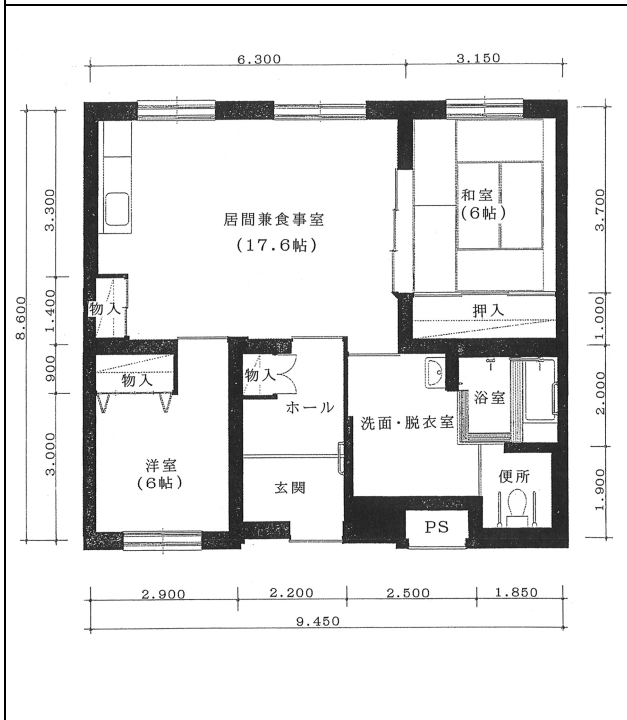 6.300
3.150
3.300
1.400
900
3.000
8.600
3.700
1.000
2.000
1.900
居間兼食事室
(17.6帖)
和室
(6帖)
物入
押入
物入
物入
ホール
洗面・脱衣室
浴室
洋室
(6帖)
玄関
便所
PS
2.900
2.200
2.500
1.850
9.450